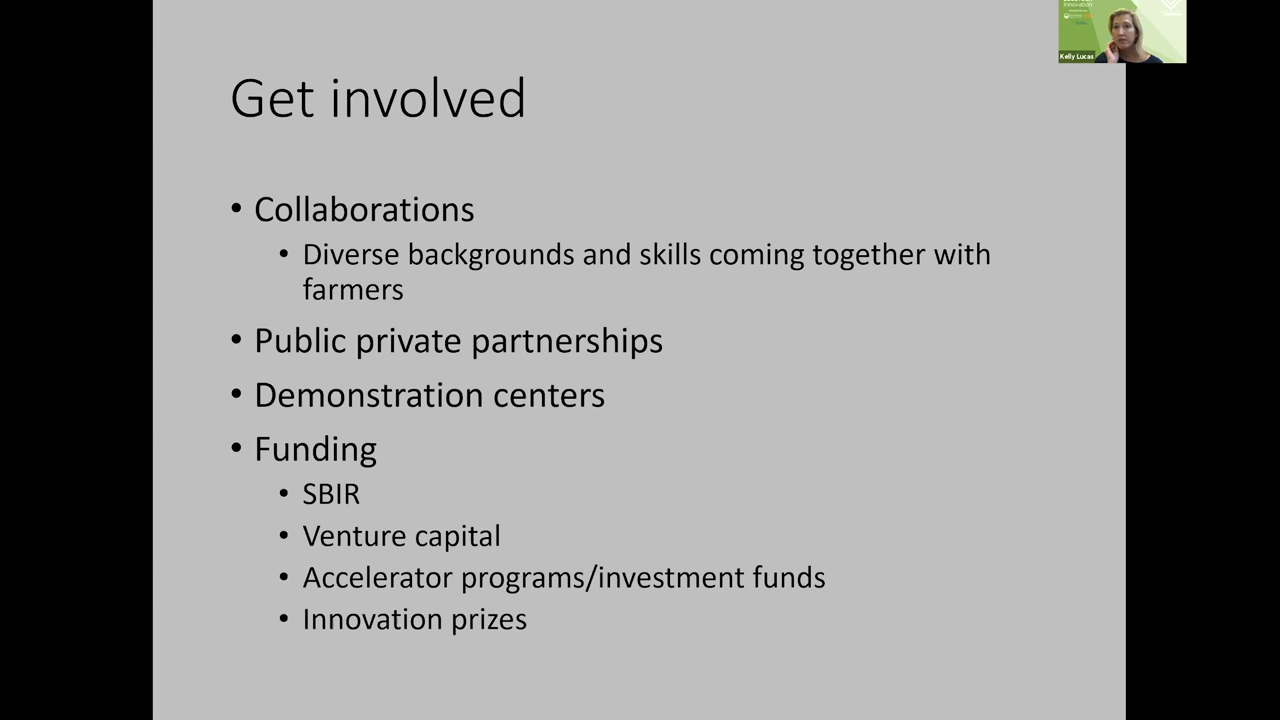 Innovation
Kelly Lucas
Get involved
• Collaborations
• Diverse backgrounds and skills coming together with
farmers
• Public private partnerships
• Demonstration centers
• Funding
• SBIR
• Venture capital
• Accelerator programs/investment funds
• Innovation prizes